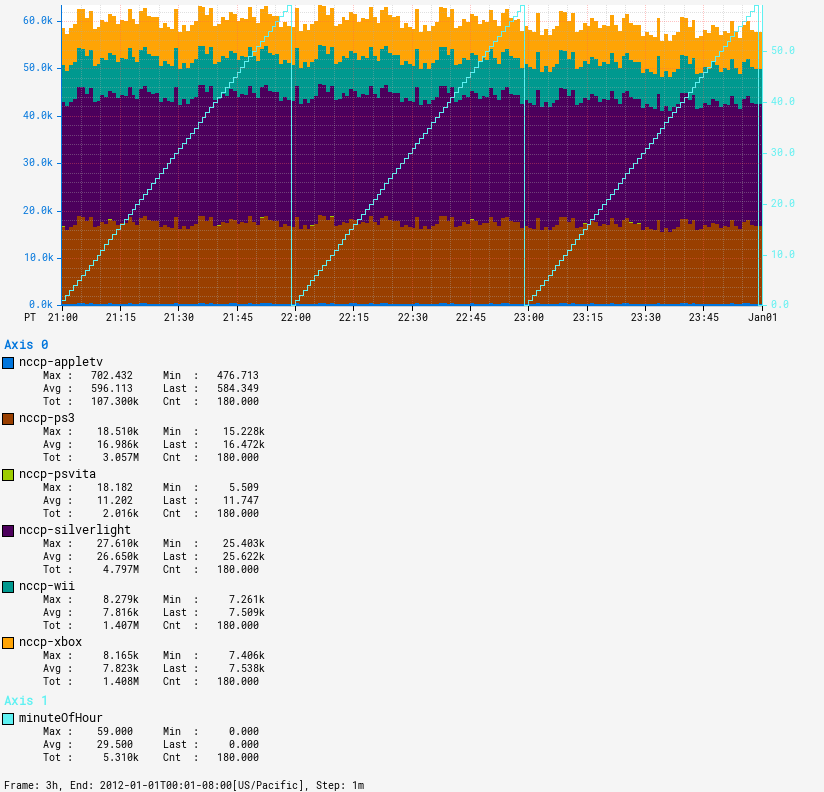 60.0k
50.0k
40.0k
30.0k
20.0k
10.0k
0.0k
50.0
40.0
30.0
20.0
10.0
0.0
PT 21:00 21:15 21:30 21:45 22:00 22:15 22:30 22:45 23:00 23:15 23:30 23:45 Jan01
Axis 0
nccp-appletv
Max : 702.432 Min : 476.713
Avg : 596.113 Last : 584.349
Tot : 107.300k Cnt : 180.000
nccp-ps3
Max : 18.510k Min : 15.228k
Avg : 16.986k Last : 16.472k
Tot : 3.057M Cnt : 180.000
nccp-psvita
Max : 18.182 Min : 5.509
Avg : 11.202 Last : 11.747
Tot : 2.016k Cnt : 180.000
nccp-silverlight
Max : 27.610k Min : 25.403k
Avg : 26.650k Last : 25.622k
Tot : 4.797M Cnt : 180.000
nccp-wii
Max : 8.279k Min : 7.261k
Avg : 7.816k Last : 7.509k
Tot : 1.407M Cnt : 180.000
nccp-xbox
Max : 8.165k Min : 7.406k
Avg : 7.823k Last : 7.538k
Tot : 1.408M Cnt : 180.000
Axis 1
minuteOfHour
Max : 59.000 Min : 0.000
Avg : 29.500 Last : 0.000
Tot : 5.310k Cnt : 180.000
Frame: 3h, End: 2012-01-01T00:01-08:00[US/Pacific], Step: 1m